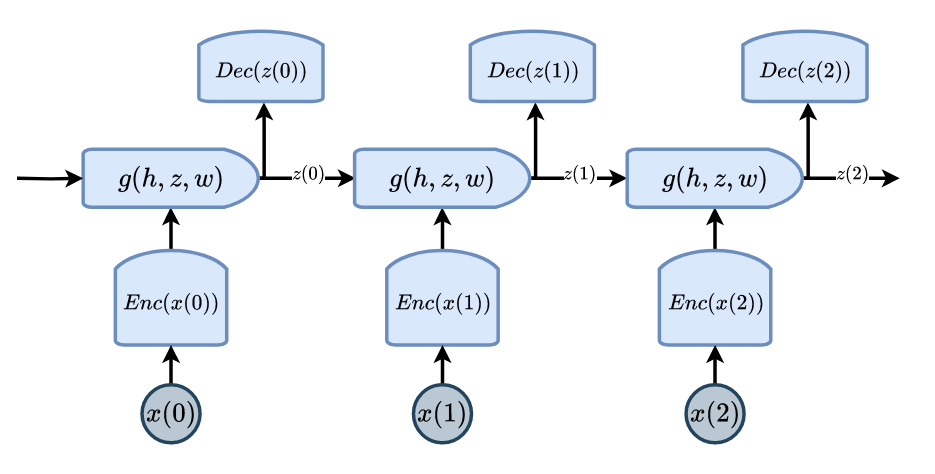 Dec(z(0)) Dec(z(1)) Dec(z(2))
g(h, z, w) z(0) g(h, z, w) z(1) g(h, z, w) z(2)
Enc(x(0)) Enc(x(1)) Enc(x(2))
x(0) x(1) x(2)